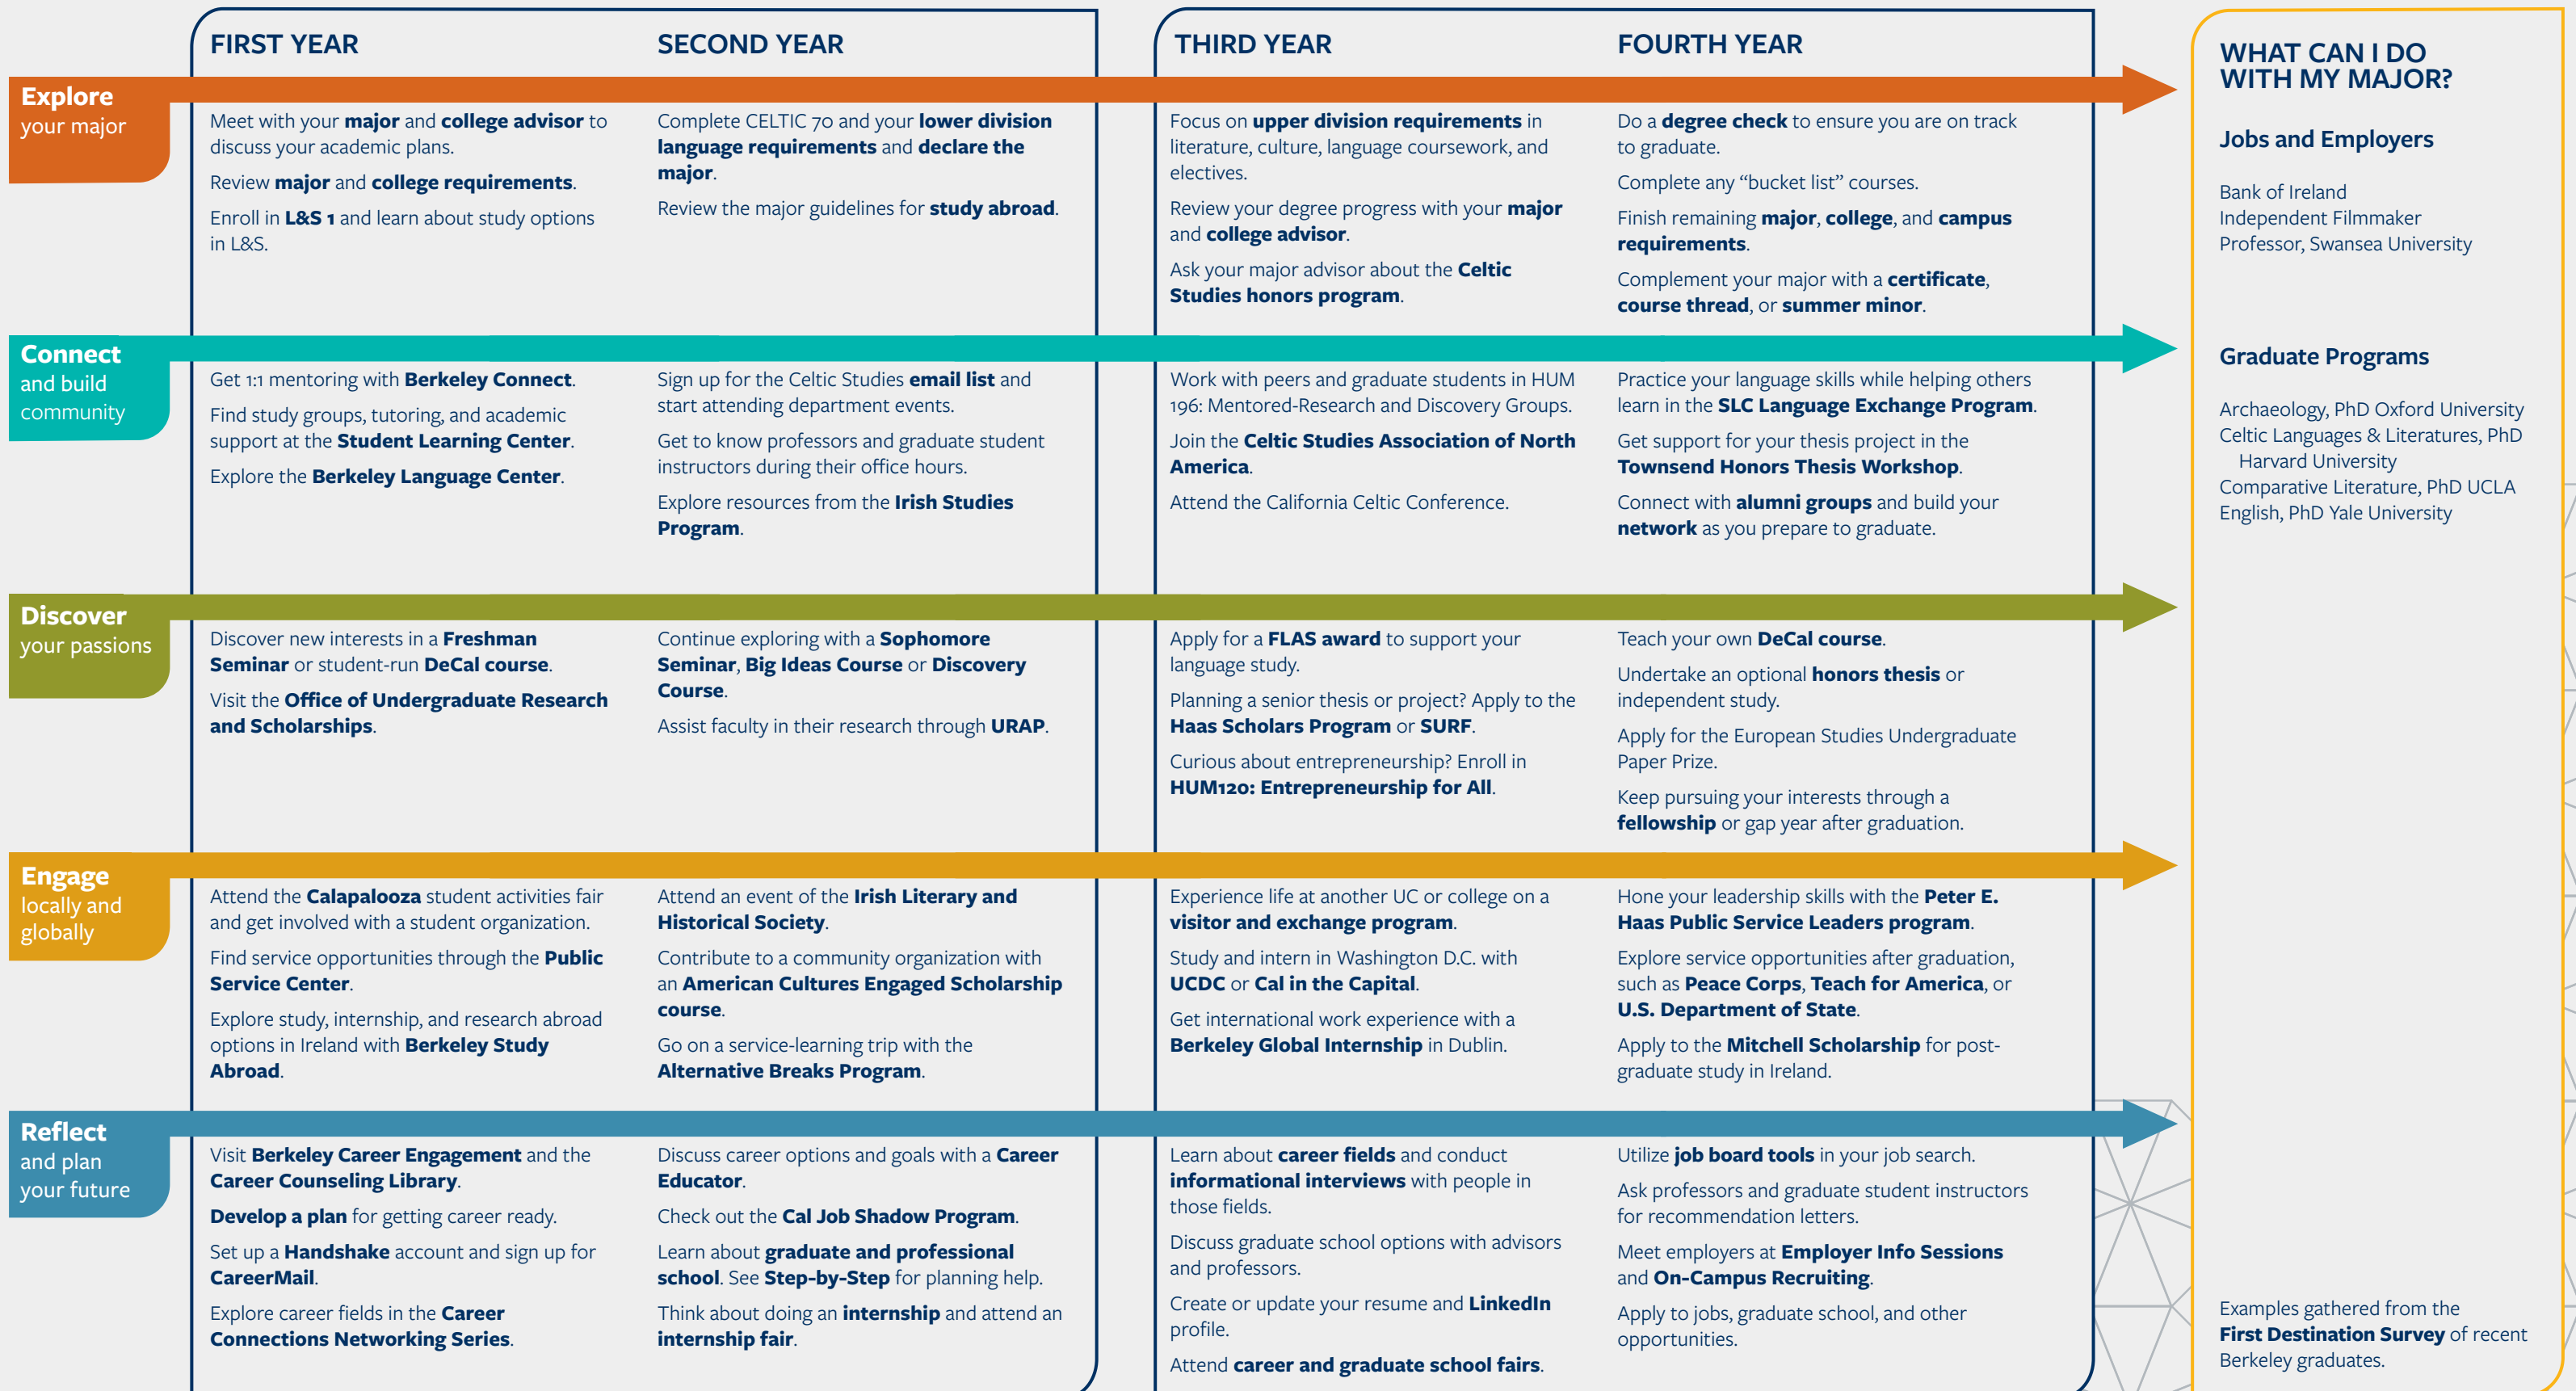 FIRST YEAR
SECOND YEAR
THIRD YEAR
FOURTH YEAR
Explore
your major
Meet with your major and college advisor to
discuss your academic plans.
Review major and college requirements.
Enroll in L&S 1 and learn about study options
in L&S.
Complete CELTIC 70 and your lower division
language requirements and declare the
major.
Review the major guidelines for study abroad.
Focus on upper division requirements in
literature, culture, language coursework, and
electives.
Review your degree progress with your major
and college advisor.
Ask your major advisor about the Celtic
Studies honors program.
Do a degree check to ensure you are on track
to graduate.
Complete any “bucket list” courses.
Finish remaining major, college, and campus
requirements.
Complement your major with a certificate,
course thread, or summer minor.
Connect
and build
community
Get 1:1 mentoring with Berkeley Connect.
Find study groups, tutoring, and academic
support at the Student Learning Center.
Explore the Berkeley Language Center.
Sign up for the Celtic Studies email list and
start attending department events.
Get to know professors and graduate student
instructors during their office hours.
Explore resources from the Irish Studies
Program.
Work with peers and graduate students in HUM
196: Mentored-Research and Discovery Groups.
Join the Celtic Studies Association of North
America.
Attend the California Celtic Conference.
Practice your language skills while helping others
learn in the SLC Language Exchange Program.
Get support for your thesis project in the
Townsend Honors Thesis Workshop.
Connect with alumni groups and build your
network as you prepare to graduate.
Discover
your passions
Discover new interests in a Freshman
Seminar or student-run DeCal course.
Visit the Office of Undergraduate Research
and Scholarships.
Continue exploring with a Sophomore
Seminar, Big Ideas Course or Discovery
Course.
Assist faculty in their research through URAP.
Apply for a FLAS award to support your
language study.
Planning a senior thesis or project? Apply to the
Haas Scholars Program or SURF.
Curious about entrepreneurship? Enroll in
HUM120: Entrepreneurship for All.
Teach your own DeCal course.
Undertake an optional honors thesis or
independent study.
Apply for the European Studies Undergraduate
Paper Prize.
Keep pursuing your interests through a
fellowship or gap year after graduation.
Engage
locally and
globally
Attend the Calapalooza student activities fair
and get involved with a student organization.
Find service opportunities through the Public
Service Center.
Explore study, internship, and research abroad
options in Ireland with Berkeley Study
Abroad.
Attend an event of the Irish Literary and
Historical Society.
Contribute to a community organization with
an American Cultures Engaged Scholarship
course.
Go on a service-learning trip with the
Alternative Breaks Program.
Experience life at another UC or college on a
visitor and exchange program.
Study and intern in Washington D.C. with
UCDC or Cal in the Capital.
Get international work experience with a
Berkeley Global Internship in Dublin.
Hone your leadership skills with the Peter E.
Haas Public Service Leaders program.
Explore service opportunities after graduation,
such as Peace Corps, Teach for America, or
U.S. Department of State.
Apply to the Mitchell Scholarship for post-
graduate study in Ireland.
Reflect
and plan
your future
Visit Berkeley Career Engagement and the
Career Counseling Library.
Develop a plan for getting career ready.
Set up a Handshake account and sign up for
CareerMail.
Explore career fields in the Career
Connections Networking Series.
Discuss career options and goals with a Career
Educator.
Check out the Cal Job Shadow Program.
Learn about graduate and professional
school. See Step-by-Step for planning help.
Think about doing an internship and attend an
internship fair.
Learn about career fields and conduct
informational interviews with people in
those fields.
Discuss graduate school options with advisors
and professors.
Create or update your resume and LinkedIn
profile.
Attend career and graduate school fairs.
Utilize job board tools in your job search.
Ask professors and graduate student instructors
for recommendation letters.
Meet employers at Employer Info Sessions
and On-Campus Recruiting.
Apply to jobs, graduate school, and other
opportunities.
WHAT CAN I DO
WITH MY MAJOR?
Jobs and Employers
Bank of Ireland
Independent Filmmaker
Professor, Swansea University
Graduate Programs
Archaeology, PhD Oxford University
Celtic Languages & Literatures, PhD
Harvard University
Comparative Literature, PhD UCLA
English, PhD Yale University
Examples gathered from the
First Destination Survey of recent
Berkeley graduates.